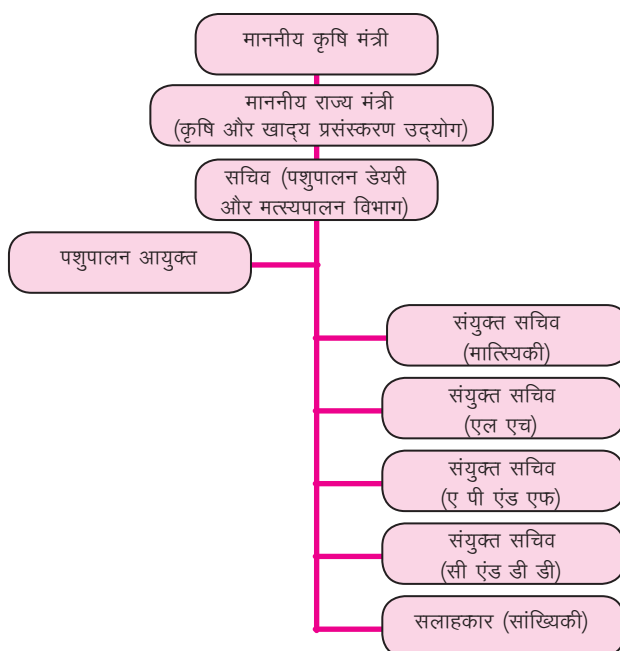 माननीय कृषि मंत्री
माननीय राज्य मंत्री
(कृषि और खाद्य प्रसंस्करण उद्योग)
सचिव (पशुपालन डेयरी
और मत्स्यपालन विभाग)
पशुपालन आयुक्त
संयुक्त सचिव
(मात्स्यिकी)
संयुक्त सचिव
(एल एच)
संयुक्त सचिव
(ए पी एंड एफ)
संयुक्त सचिव
(सी एंड डी डी)
सलाहकार (सांख्यिकी)